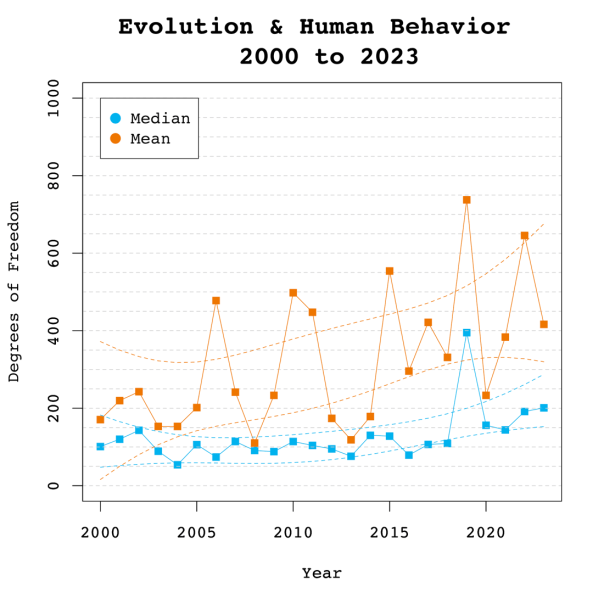 Evolution & Human Behavior
2000 to 2023
Degrees of Freedom
1000
800
600
400
200
0
Median
Mean
2000 2005 2010 2015 2020
Year